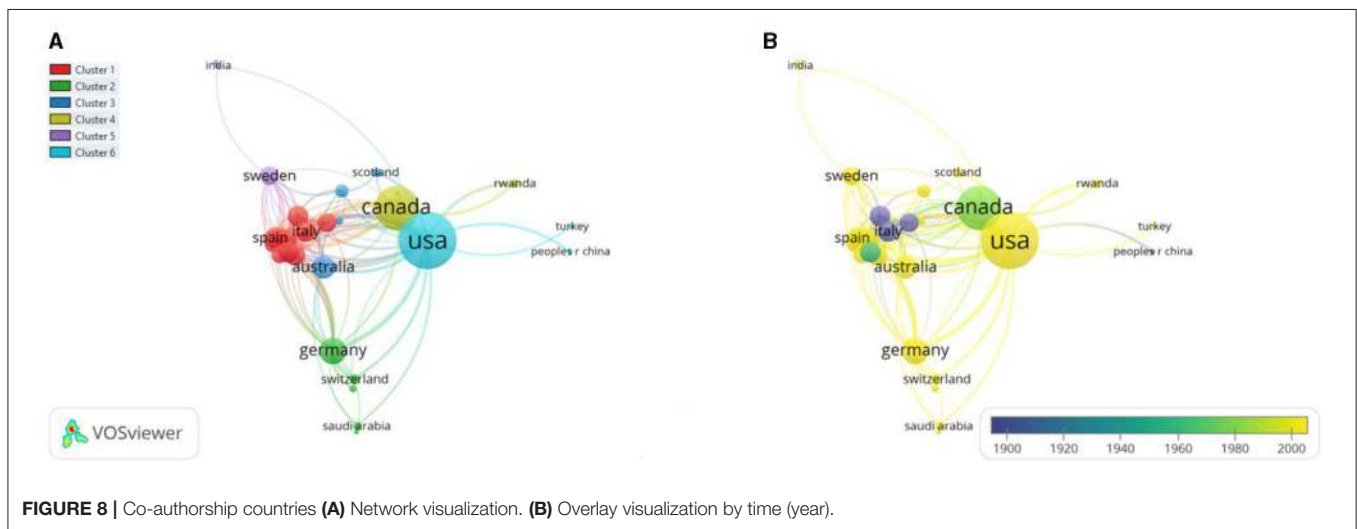 A
Cluster 1
Cluster 2
Cluster 3
Cluster 4
Cluster 5
Cluster 6
india
sweden
scotland
canada
rwanda
spain
italy
usa
turkey
peoples r china
australia
germany
switzerland
saudi arabia
VOSviewer
B
india
sweden
scotland
canada
rwanda
spain
italy
usa
turkey
peoples r china
australia
germany
switzerland
saudi arabia
1900 1920 1940 1960 1980 2000
FIGURE 8 | Co-authorship countries (A) Network visualization. (B) Overlay visualization by time (year).